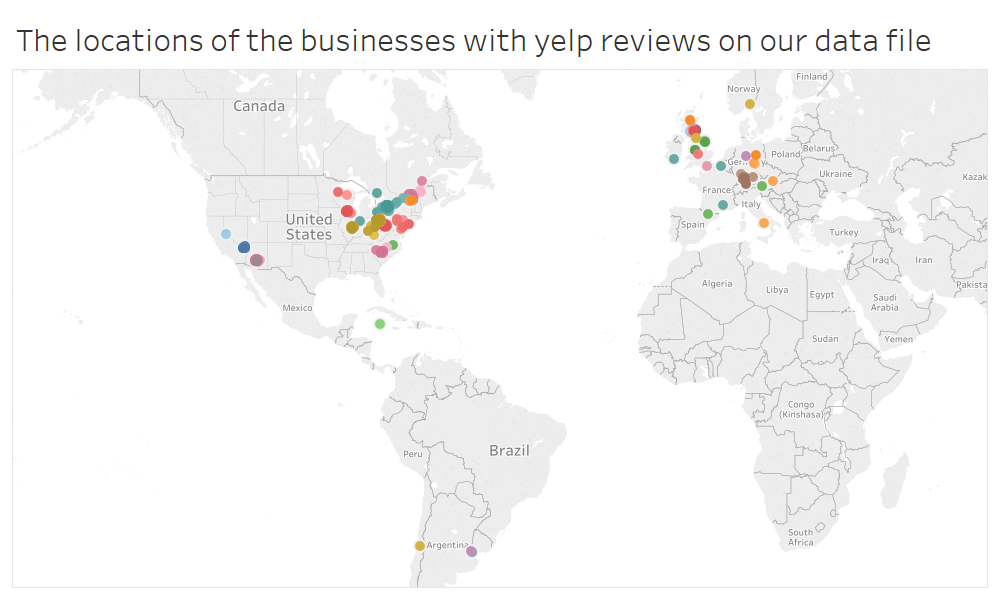 The locations of the businesses with yelp reviews on our data file
Finland
Norway
Canada
Belarus
Poland
Ukraine
Kazak
France
Italy
United
States
Spain
Turkey
Iraq
Iran
Algeria
Libya
Egypt
Pakista
Saudi
Arabia
Mexico
Sudan
Yemen
Congo
(Kinshasa)
Peru
Brazil
South
Africa
Argentina